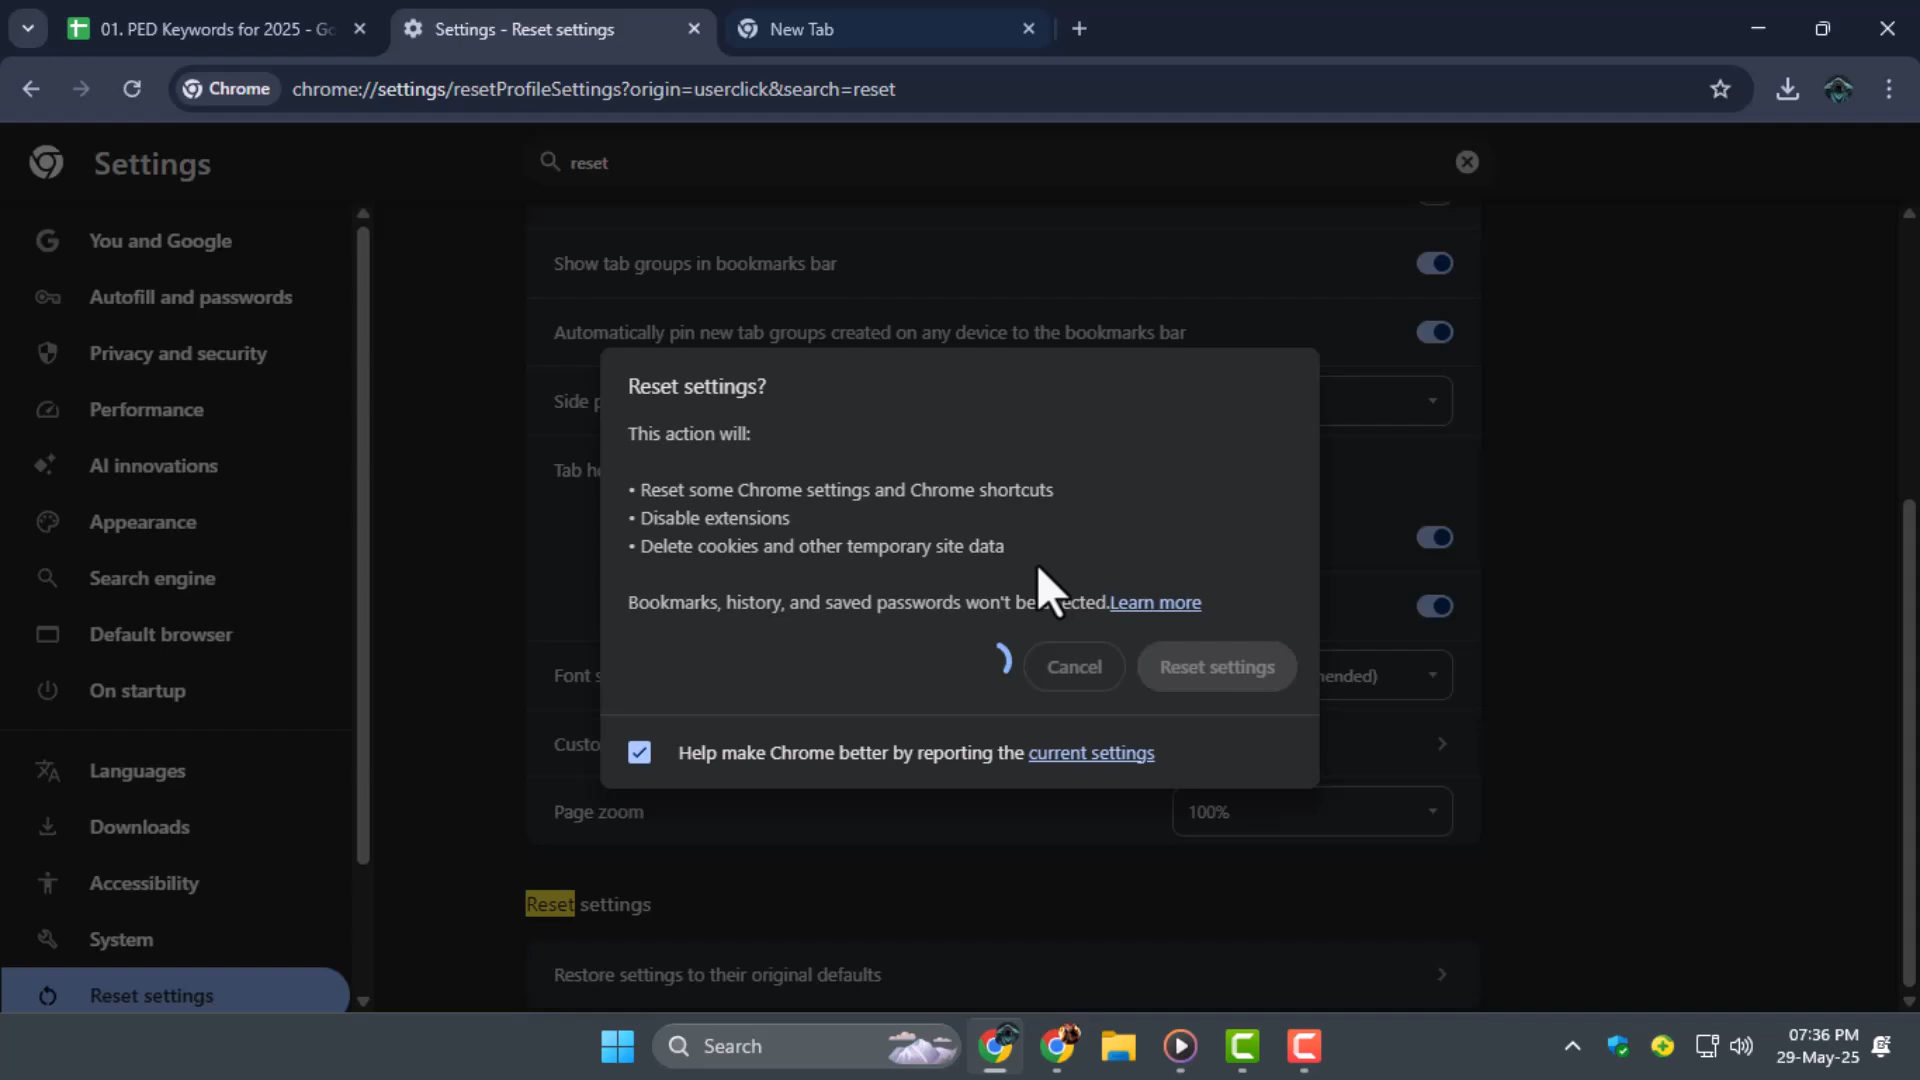 01. PED Keywords for 2025 - Go
Settings - Reset settings
New Tab
Chrome
chrome://settings/resetProfileSettings?origin=userclick&search=reset
Settings
reset
You and Google
Autofill and passwords
Privacy and security
Performance
AI innovations
Appearance
Search engine
Default browser
On startup
Languages
Downloads
Accessibility
System
Reset settings
Show tab groups in bookmarks bar
Automatically pin new tab groups created on any device to the bookmarks bar
Side p
Tab ho
Font s
Custo
Page zoom
100%
Reset settings
Restore settings to their original defaults
Reset settings?
This action will:
• Reset some Chrome settings and Chrome shortcuts
• Disable extensions
• Delete cookies and other temporary site data
Bookmarks, history, and saved passwords won't be Learn more
Cancel
Reset settings
Help make Chrome better by reporting the current settings
Search
07:36 PM
29-May-25